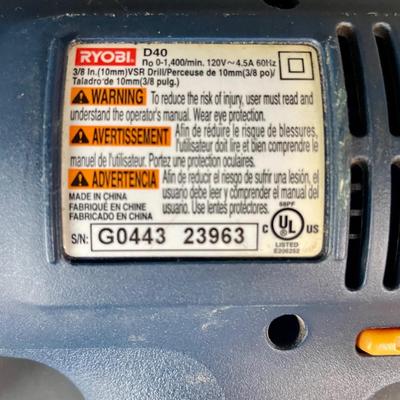 RYOBI D40
no 0-1,400/min. 120V~4.5A 60Hz
3/8 In.(10mm)VSR Drill/Perceuse de 10mm(3/8 po)/
Taladro de 10mm(3/8 pulg.)
WARNING To reduce the risk of injury, user must read and
understand the operator's manual. Wear eye protection.
AVERTISSEMENT Afin de réduire le risque de blessures,
l'utilisateur doit lire et bien comprendre le
manuel de l'utilisateur. Portez une protection oculaires.
ADVERTENCIA Afin de reducir el riesgo de sufrir una lesión, el
usuario debe leer y comprender el manual del
usuario. Use lentes protectores.
MADE IN CHINA
FABRIQUÉ EN CHINE
FABRICADO EN CHINA
58PF
C UL US
LISTED
E206252
S/N: G0443 23963